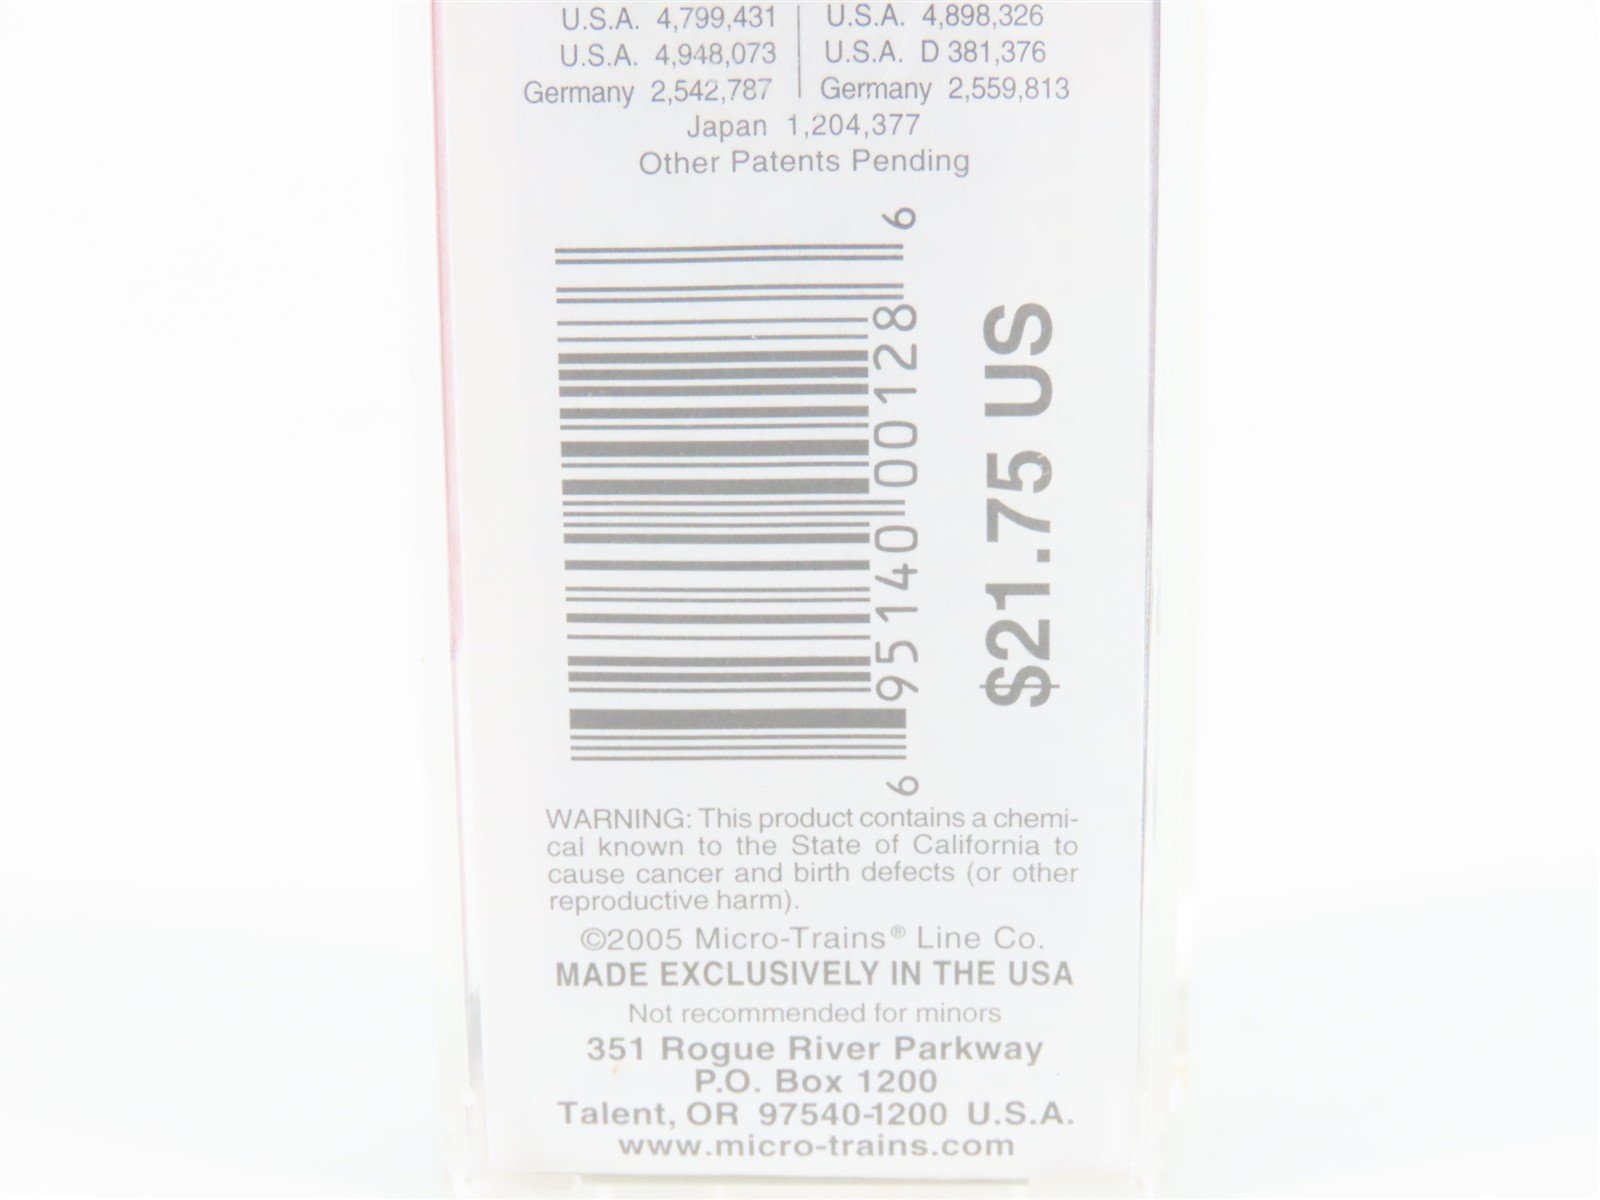 U.S.A. 4,799,431 U.S.A. 4,898,326
U.S.A. 4,948,073 U.S.A. D 381,376
Germany 2,542,787 Germany 2,559,813
Japan 1,204,377
Other Patents Pending
6 95140 00128 6
$21.75 US
WARNING: This product contains a chemi-
cal known to the State of California to
cause cancer and birth defects (or other
reproductive harm).
©2005 Micro-Trains® Line Co.
MADE EXCLUSIVELY IN THE USA
Not recommended for minors
351 Rogue River Parkway
P.O. Box 1200
Talent, OR 97540-1200 U.S.A.
www.micro-trains.com